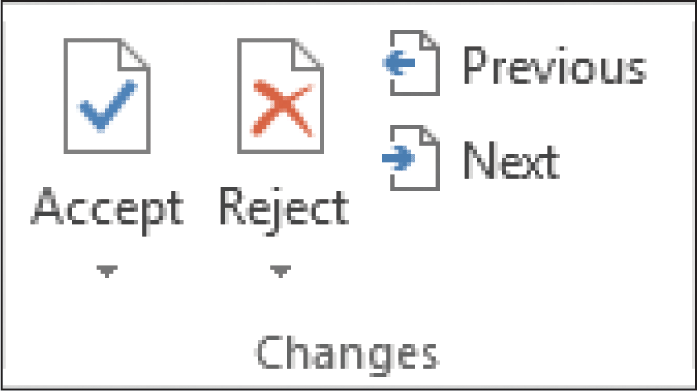 Accept
Reject
Previous
Next
Changes